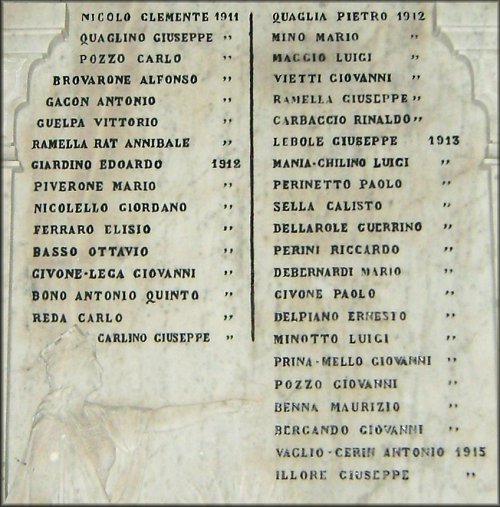 NICOLO CLEMENTE 1911
QUAGLINO GIUSEPPE ,,
POZZO CARLO ,,
BROVARONE ALFONSO ,,
GACON ANTONIO ,,
GUELPA VITTORIO ,,
RAMELLA RAT ANNIBALE ,,
GIARDINO EDOARDO 1912
PIVERONE MARIO ,,
NICOLELLO GIORDANO ,,
FERRARO ELISIO ,,
BASSO OTTAVIO ,,
GIVONE-LEGA GIOVANNI ,,
BONO ANTONIO QUINTO ,,
REDA CARLO ,,
CARLINO GIUSEPPE ,,
QUAGLIA PIETRO 1912
MINO MARIO ,,
MAGGIO LUIGI ,,
VIETTI GIOVANNI ,,
RAMELLA GIUSEPPE ,,
CARBACCIO RINALDO ,,
LEBOLE GIUSEPPE 1913
MANIA-CHILINO LUIGI ,,
PERINETTO PAOLO ,,
SELLA CALISTO ,,
DELLAROLE GUERRINO ,,
PERINI RICCARDO ,,
DEBERNARDI MARIO ,,
GIVONE PAOLO ,,
DELPIANO ERNESTO ,,
MINOTTO LUIGI ,,
PRINA-MELLO GIOVANNI ,,
POZZO GIOVANNI ,,
BENNA MAURIZIO ,,
BERGANDO GIOVANNI ,,
VAGLIO-CERIN ANTONIO 1915
ILLORE GIUSEPPE ,,